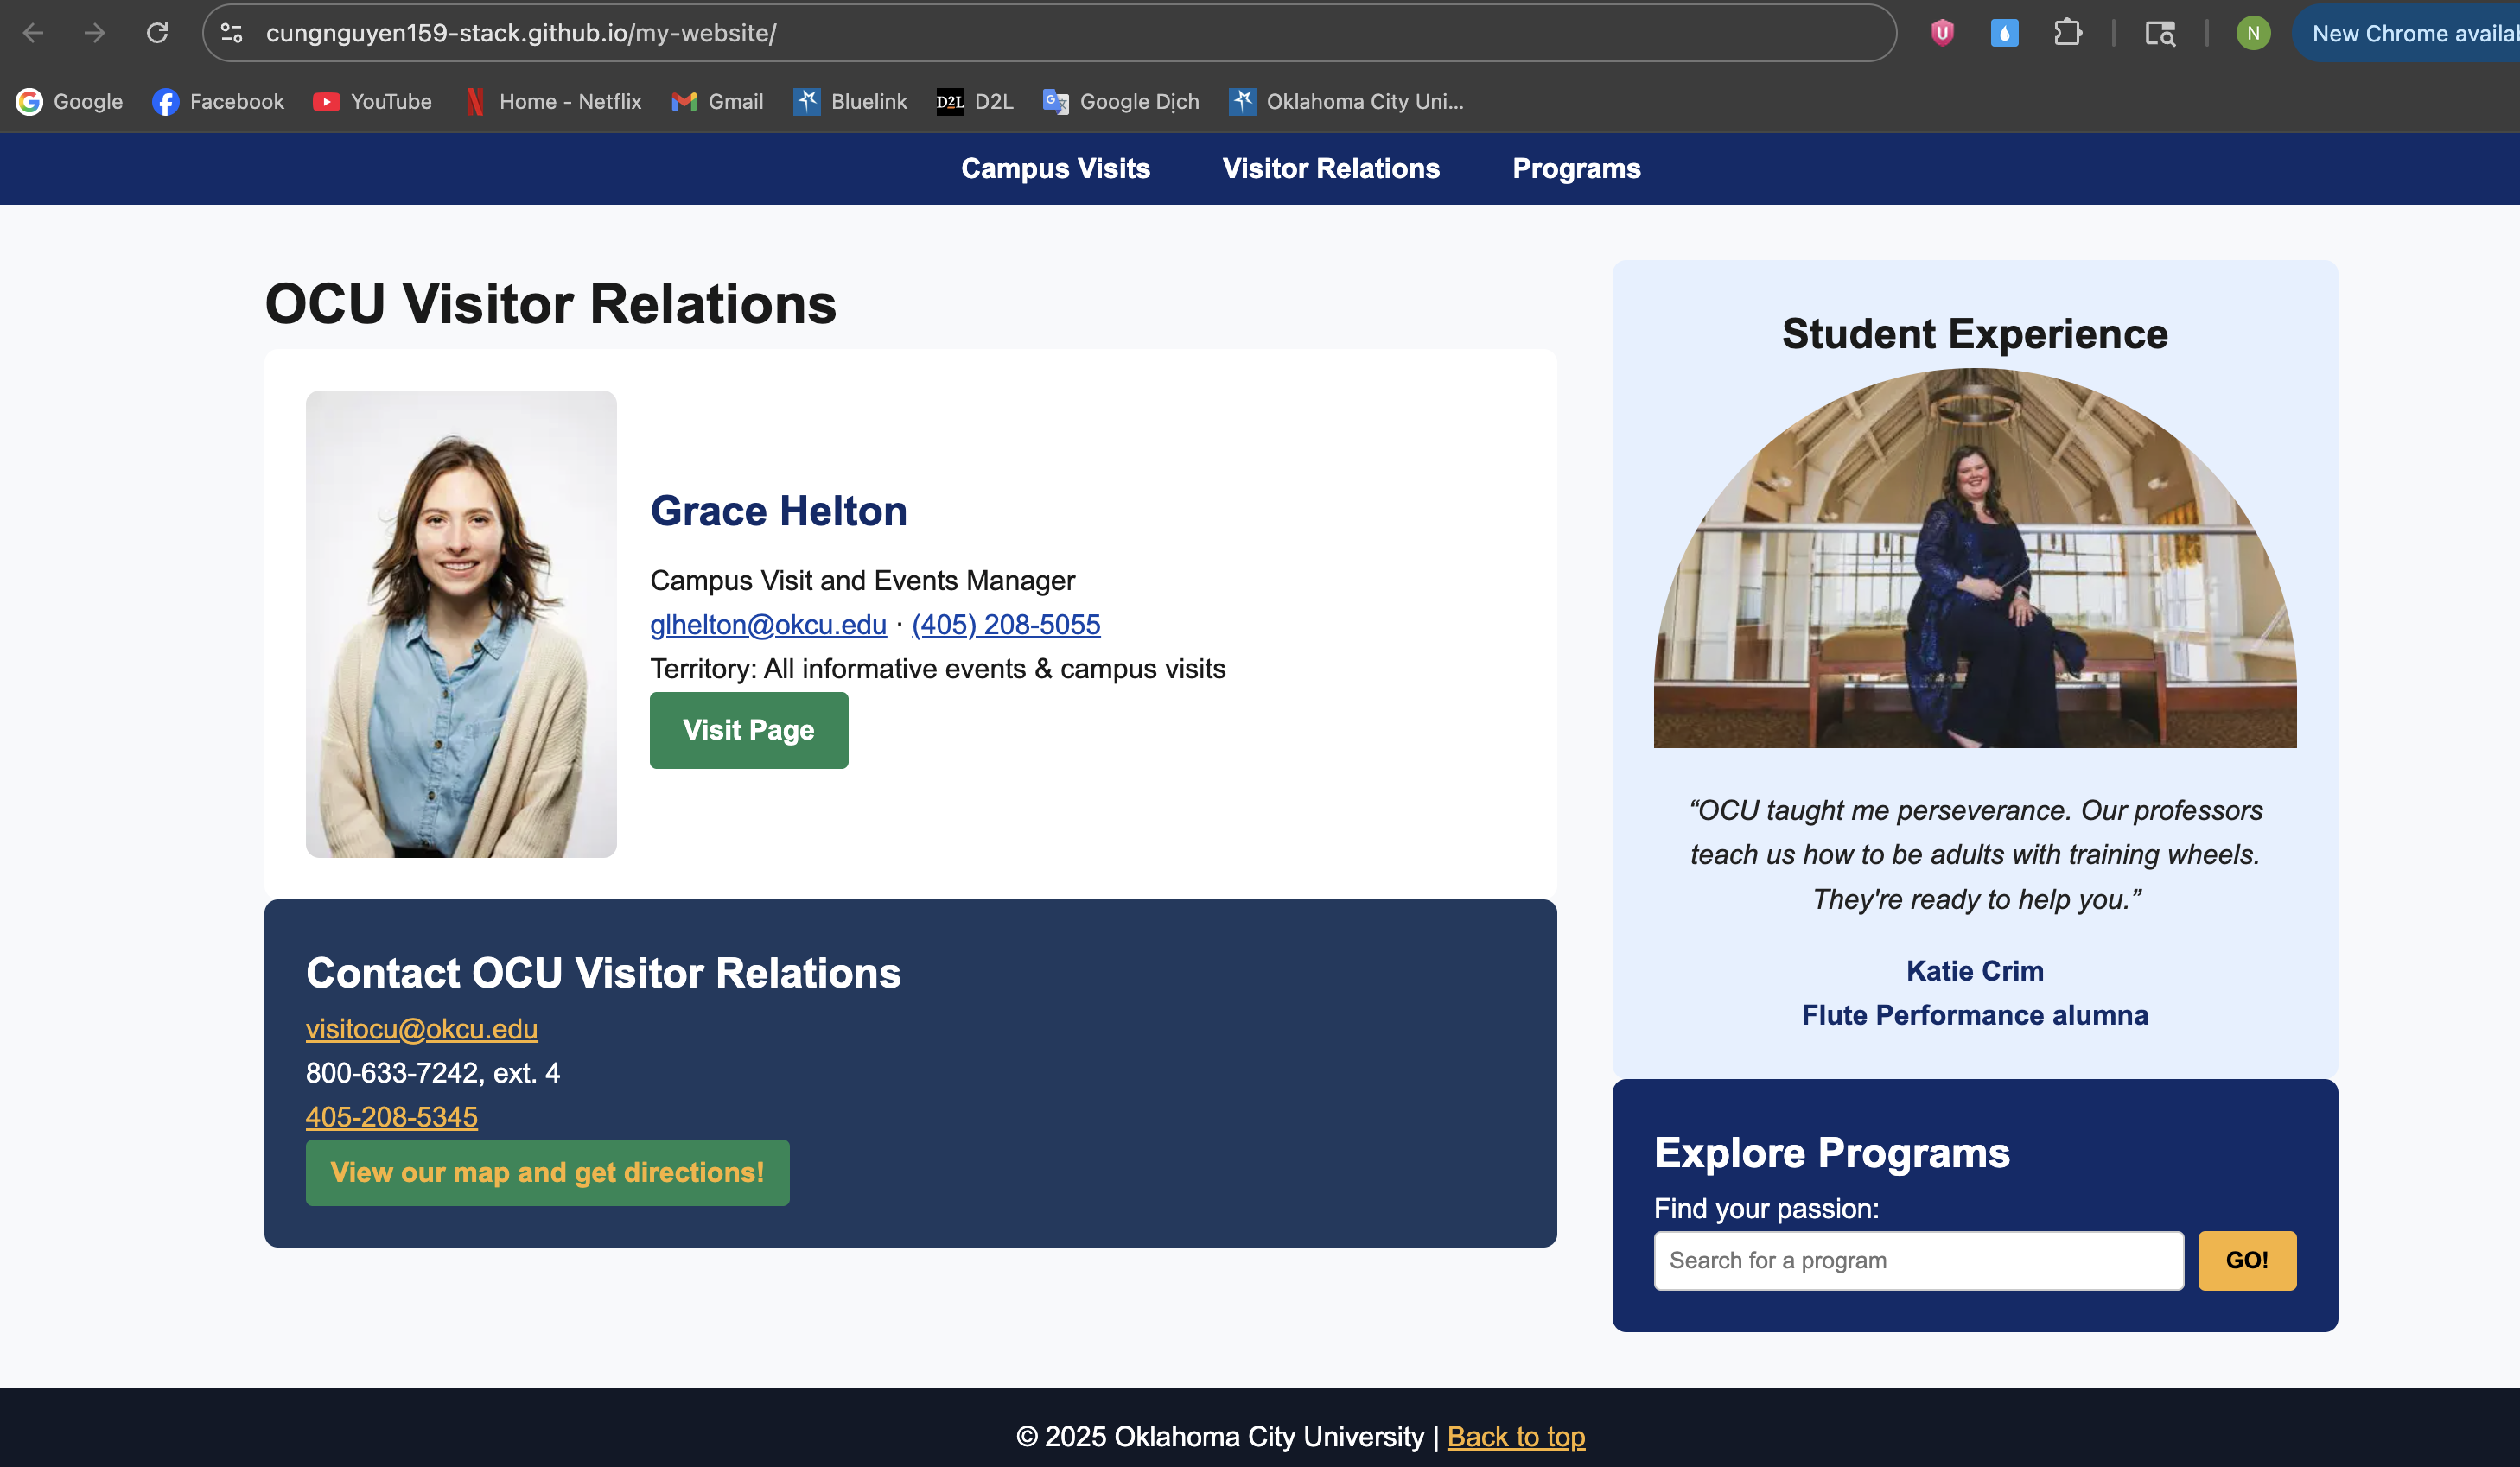 cungnguyen159-stack.github.io/my-website/
N
New Chrome availab
Google
Facebook
YouTube
Home - Netflix
Gmail
Bluelink
D2L D2L
Google Dịch
Oklahoma City Uni...
Campus Visits
Visitor Relations
Programs
OCU Visitor Relations
Grace Helton
Campus Visit and Events Manager
glhelton@okcu.edu · (405) 208-5055
Territory: All informative events & campus visits
Visit Page
Contact OCU Visitor Relations
visitocu@okcu.edu
800-633-7242, ext. 4
405-208-5345
View our map and get directions!
Student Experience
“OCU taught me perseverance. Our professors
teach us how to be adults with training wheels.
They're ready to help you.”
Katie Crim
Flute Performance alumna
Explore Programs
Find your passion:
Search for a program
GO!
© 2025 Oklahoma City University | Back to top